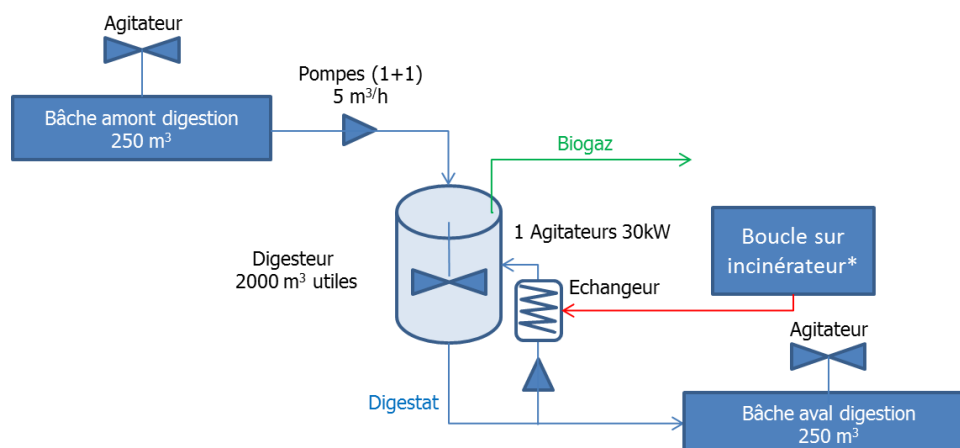 Agitateur
Pompes (1+1)
5 m³/h
Bâche amont digestion
250 m³
Biogaz
1 Agitateurs 30kW
Boucle sur
incinérateur*
Digesteur
2000 m³ utiles
Echangeur
Agitateur
Digestat
Bâche aval digestion
250 m³